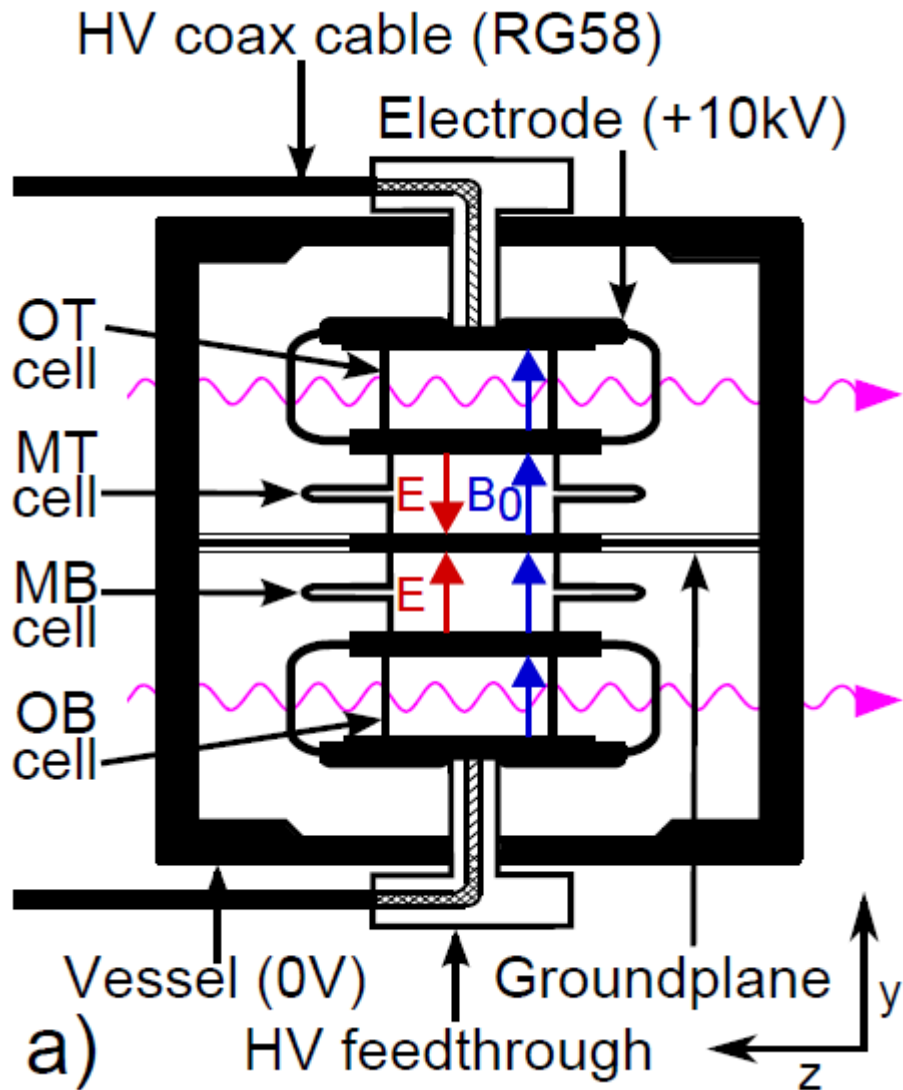 HV coax cable (RG58)
Electrode (+10kV)
OT
cell
MT
cell
E
B0
MB
cell
E
OB
cell
Vessel (0V)
Groundplane
y
a)
HV feedthrough
z